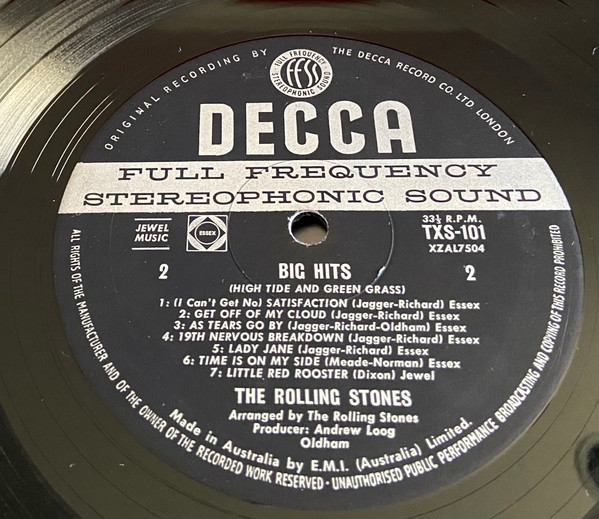 ORIGINAL RECORDING BY
THE DECCA RECORD CO. LTD. LONDON
FULL FREQUENCY
ffss
STEREOPHONIC SOUND
DECCA
FULL FREQUENCY
STEREOPHONIC SOUND
JEWEL
MUSIC
ESSEX
33⅓ R.P.M.
TXS-101
XZAL7504
2
BIG HITS
2
(HIGH TIDE AND GREEN GRASS)
1: (I Can't Get No) SATISFACTION (Jagger-Richard) Essex
2: GET OFF OF MY CLOUD (Jagger-Richard) Essex
3: AS TEARS GO BY (Jagger-Richard-Oldham) Essex
4: 19TH NERVOUS BREAKDOWN (Jagger-Richard) Essex
5: LADY JANE (Jagger-Richard) Essex
6: TIME IS ON MY SIDE (Meade-Norman) Essex
7: LITTLE RED ROOSTER (Dixon) Jewel
THE ROLLING STONES
Arranged by The Rolling Stones
Producer: Andrew Loog
Oldham
Made in Australia by E.M.I. (Australia) Limited.
ALL RIGHTS OF THE MANUFACTURER AND OF THE OWNER OF THE RECORDED WORK RESERVED · UNAUTHORISED PUBLIC PERFORMANCE BROADCASTING AND COPYING OF THIS RECORD PROHIBITED